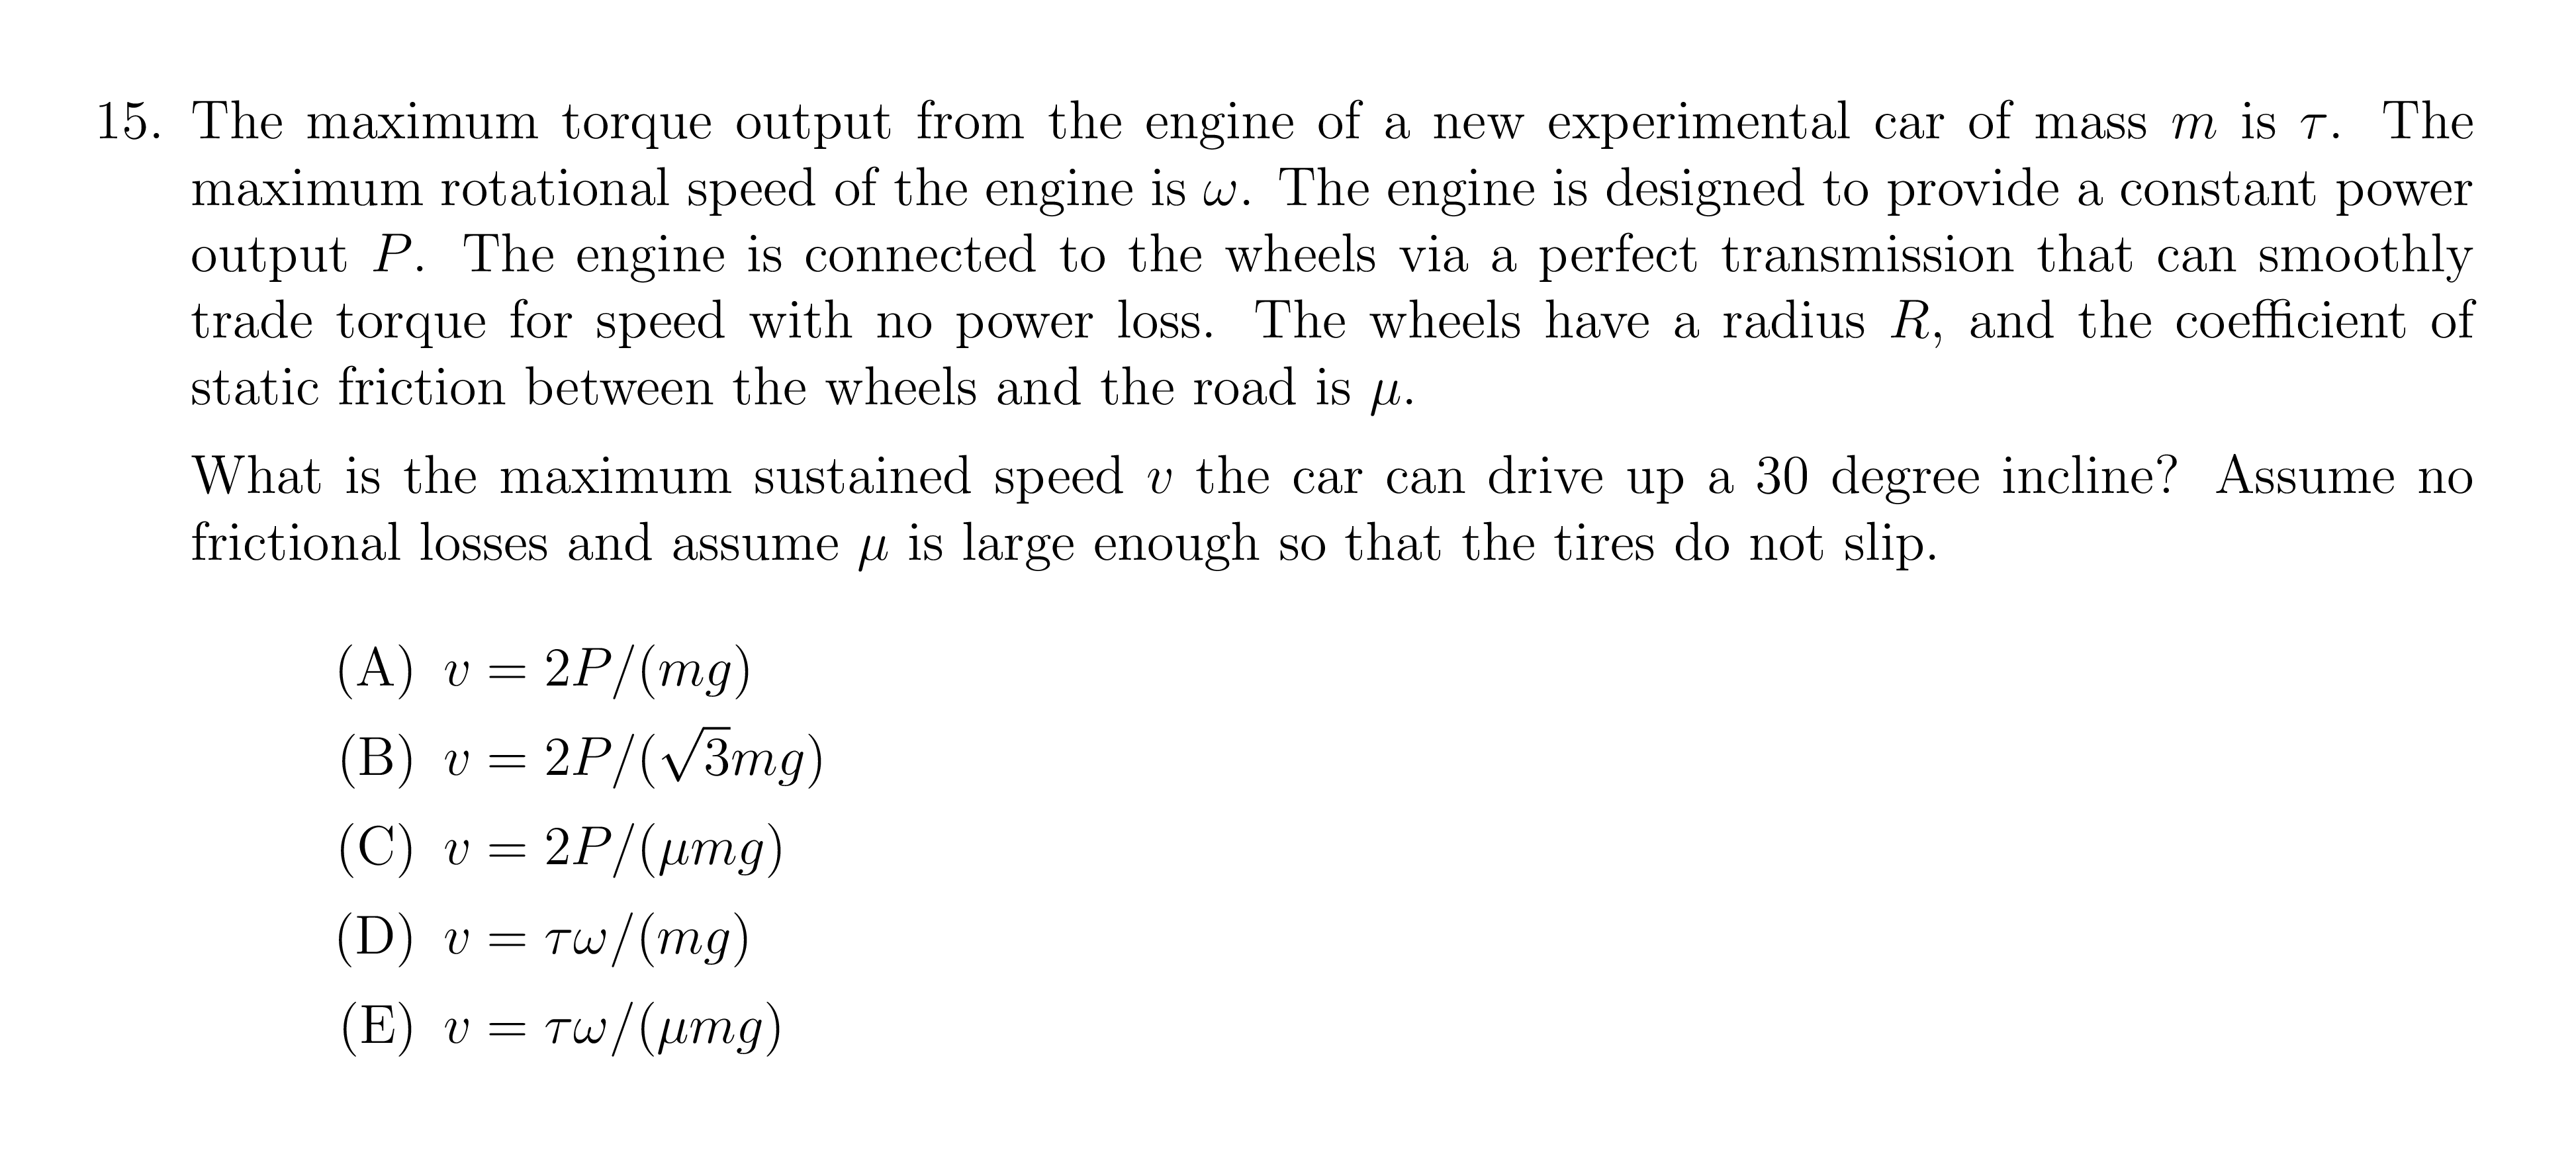 15. The maximum torque output from the engine of a new experimental car of mass m is τ. The
maximum rotational speed of the engine is ω. The engine is designed to provide a constant power
output P. The engine is connected to the wheels via a perfect transmission that can smoothly
trade torque for speed with no power loss. The wheels have a radius R, and the coefficient of
static friction between the wheels and the road is μ.
What is the maximum sustained speed v the car can drive up a 30 degree incline? Assume no
frictional losses and assume μ is large enough so that the tires do not slip.
(A) v = 2P/(mg)
(B) v = 2P/(√3mg)
(C) v = 2P/(μmg)
(D) v = τω/(mg)
(E) v = τω/(μmg)